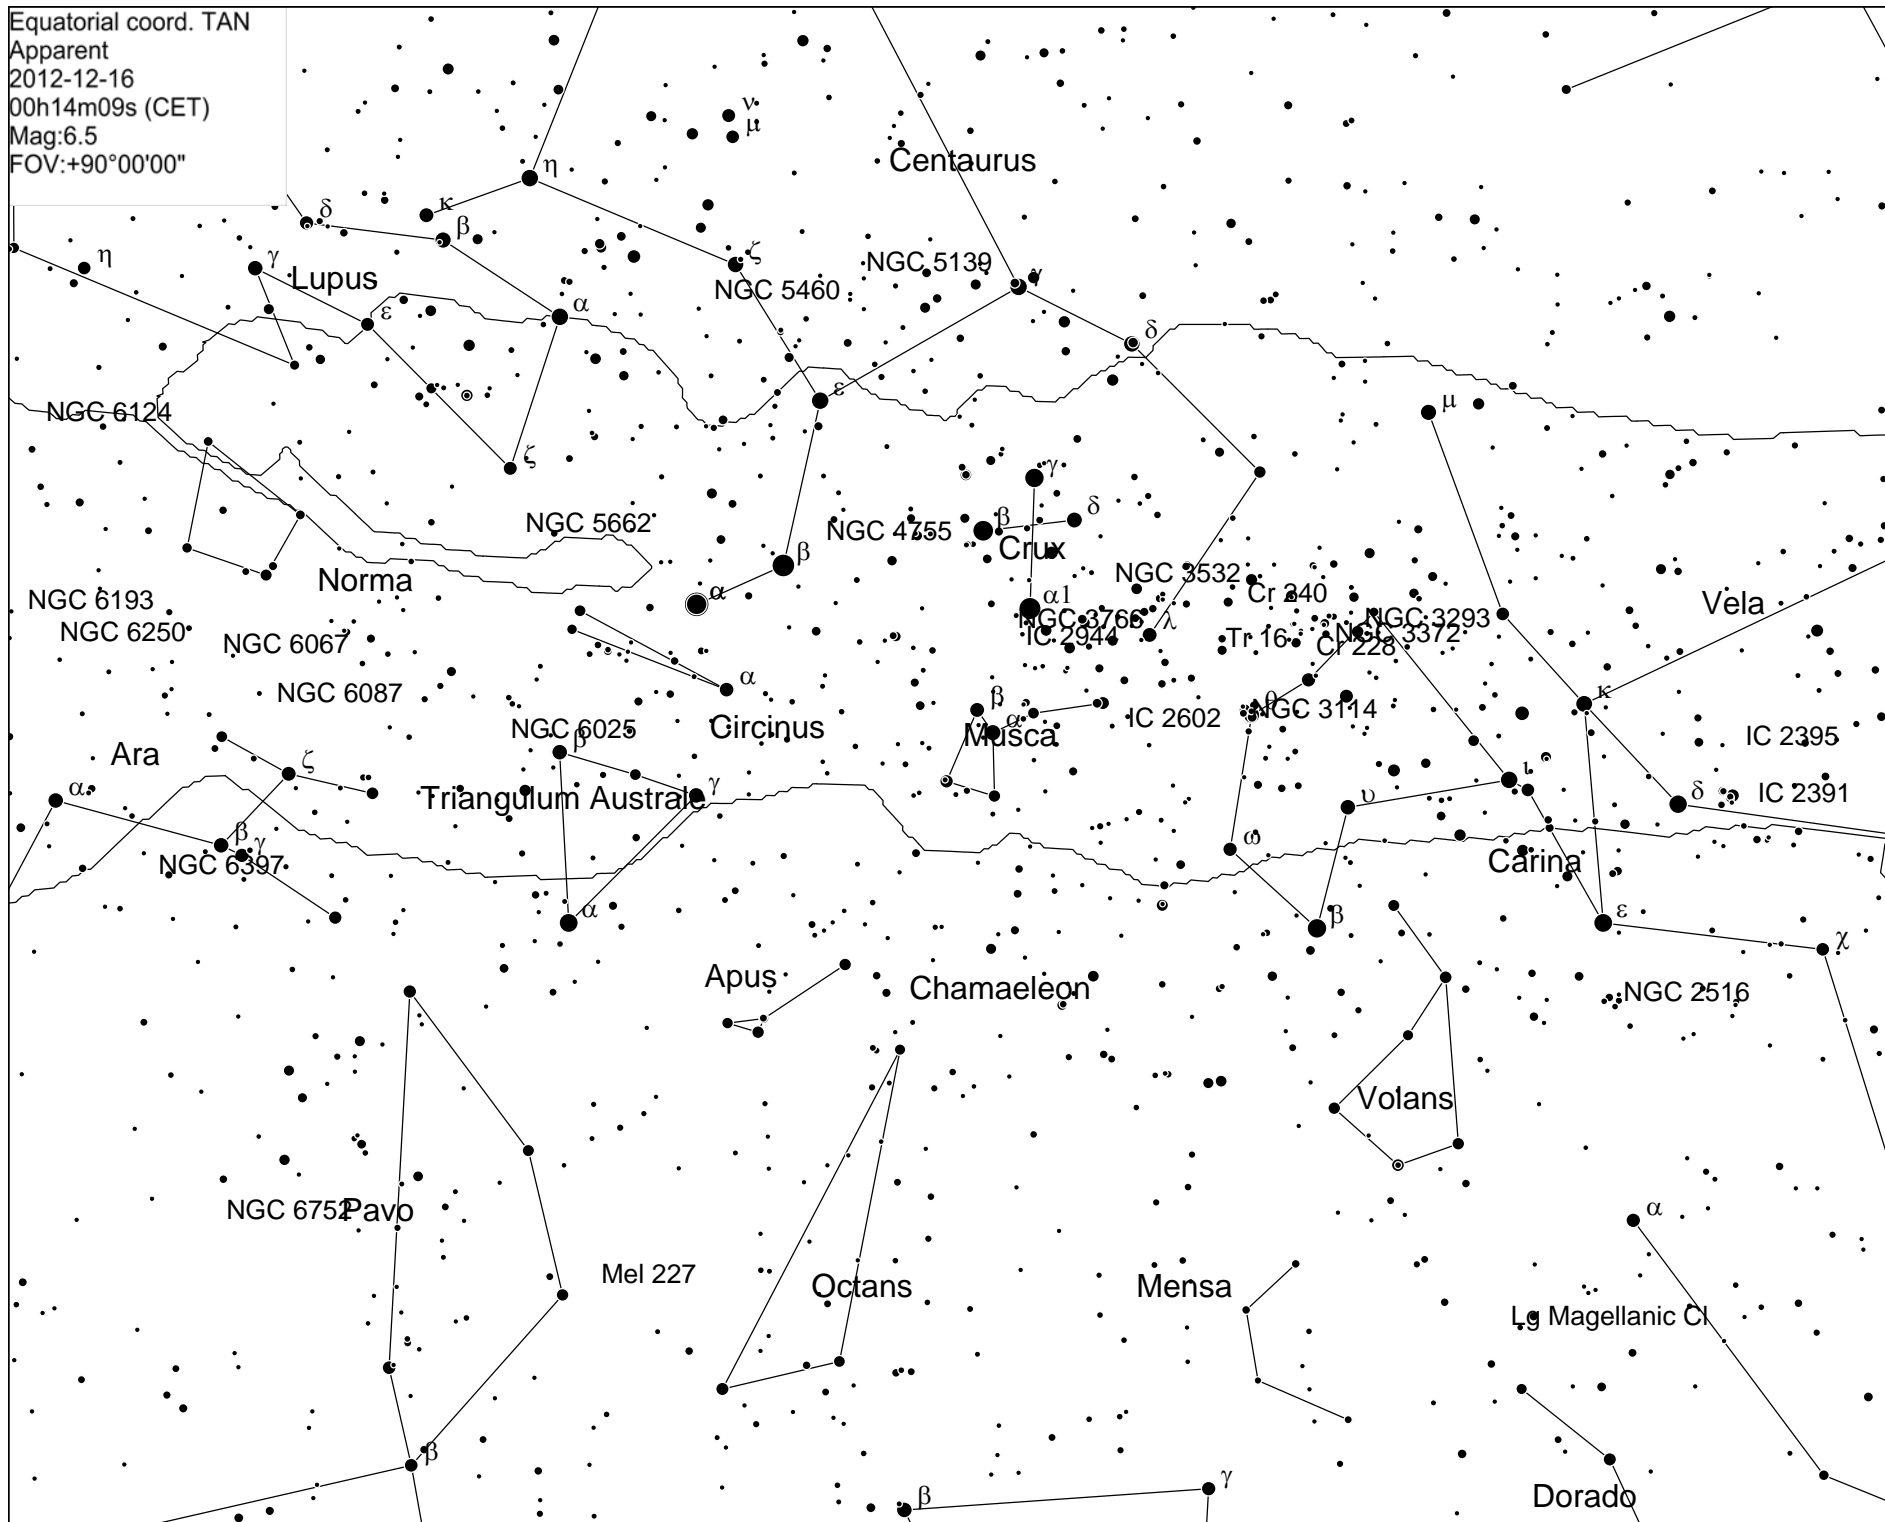 Equatorial coord. TAN
Apparent
2012-12-16
00h14m09s (CET)
Mag:6.5
FOV:+90°00'00"
ν
μ
Centaurus
η
κ
δ
β
ζ
η
γ
Lupus
NGC 5139
γ
NGC 5460
ε
α
δ
ε
μ
NGC 6124
ζ
γ
NGC 5662
NGC 4755
β
δ
Crux
β
Norma
NGC 3532
Cr 240
NGC 6193
α
α1
Vela
NGC 3766
λ
NGC 3293
NGC 6250
IC 2944
Tr 16
NGC 3372
NGC 6067
Cr 228
NGC 6087
α
β
θ
NGC 3114
κ
NGC 6025
Circinus
α
Musca
IC 2602
IC 2395
Ara
β
ζ
α
Triangulum Australe
γ
ι
υ
δ
IC 2391
β
γ
ω
NGC 6397
Carina
α
β
ε
χ
Apus
Chamaeleon
NGC 2516
Volans
NGC 6752
Pavo
α
Mel 227
Octans
Mensa
Lg Magellanic Cl
β
γ
β
Dorado